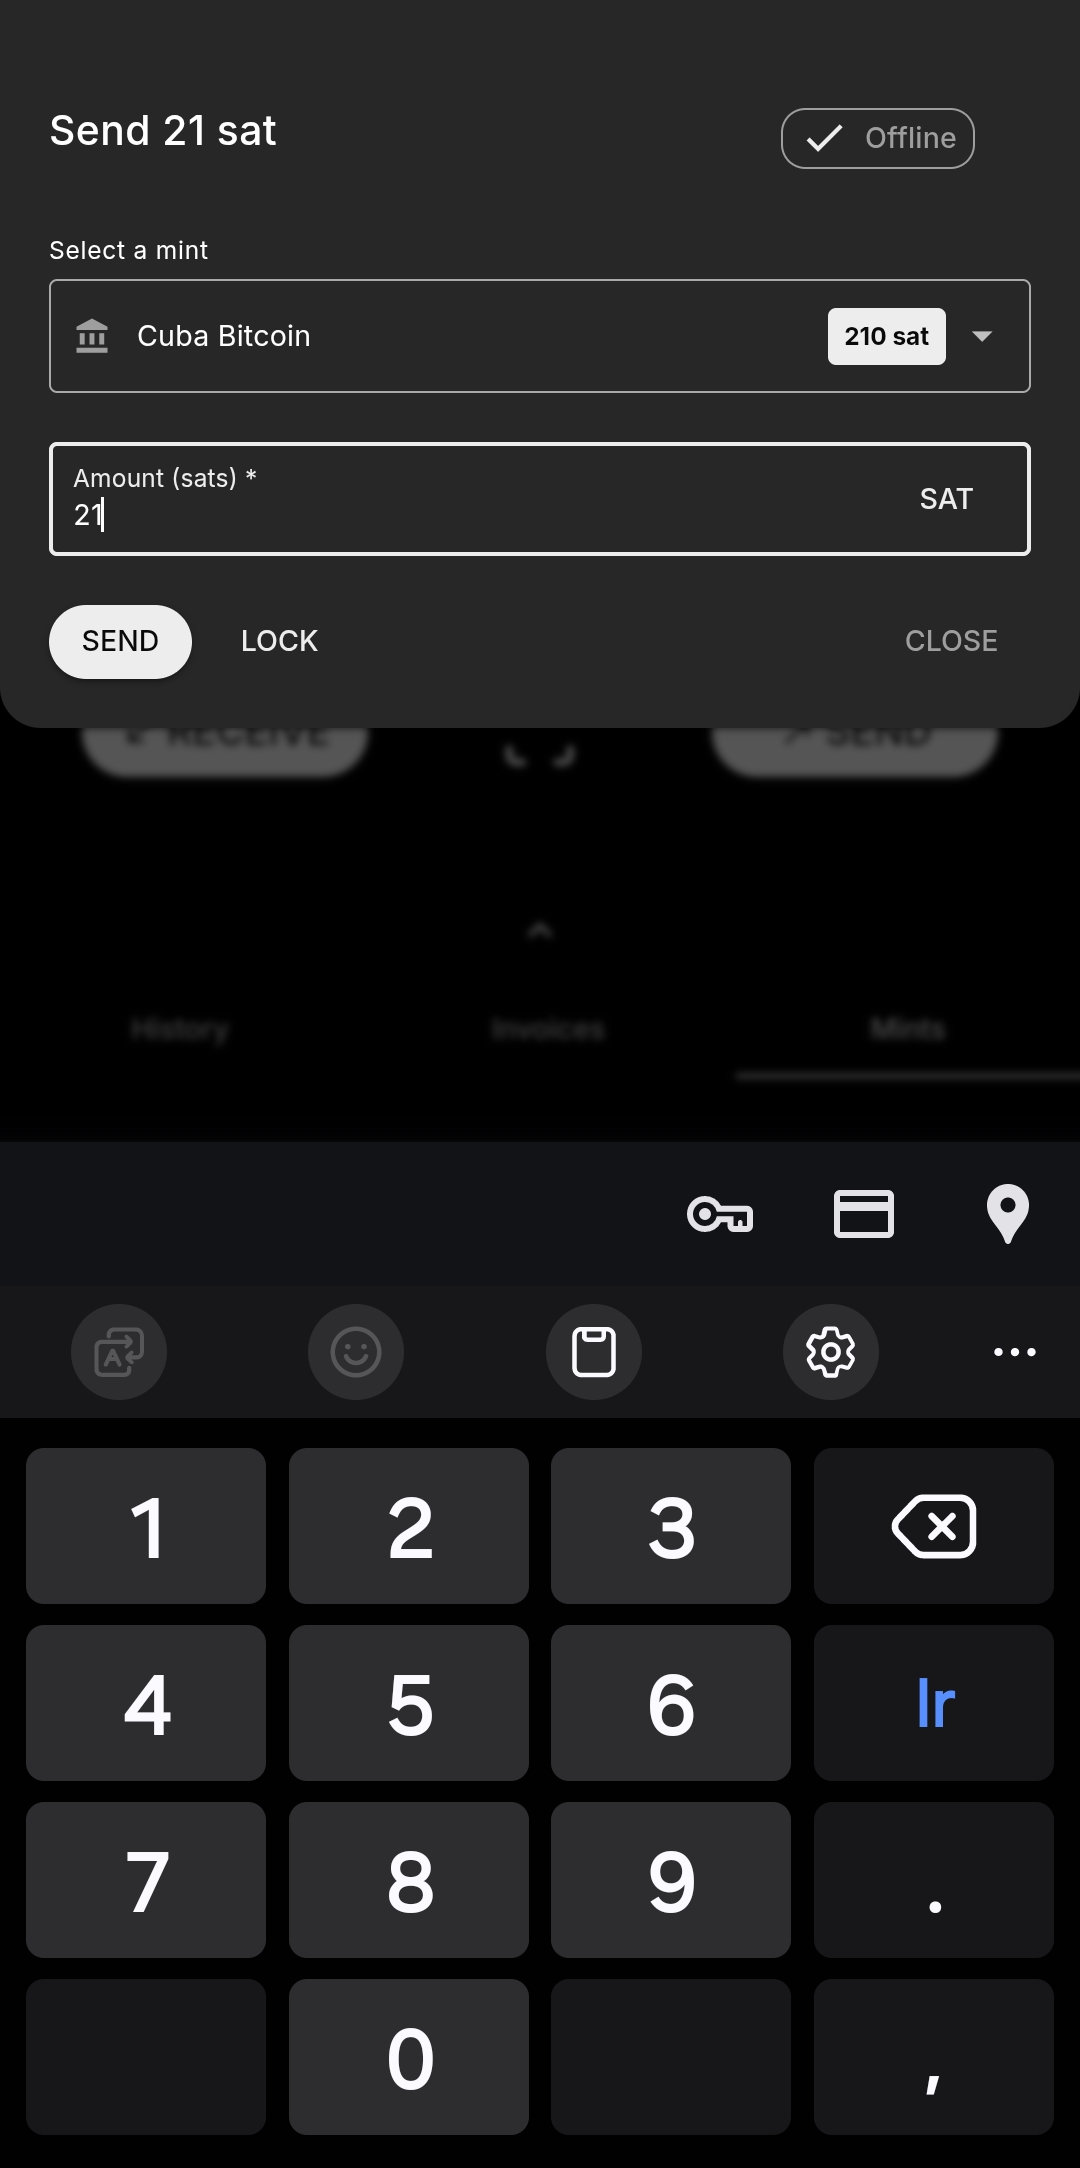 Send 21 sat
Offline
Select a mint
Cuba Bitcoin
210 sat
Amount (sats) *
21
SAT
SEND
LOCK
CLOSE
RECEIVE
SEND
History
Invoices
Mints
1
2
3
4
5
6
Ir
7
8
9
.
0
,